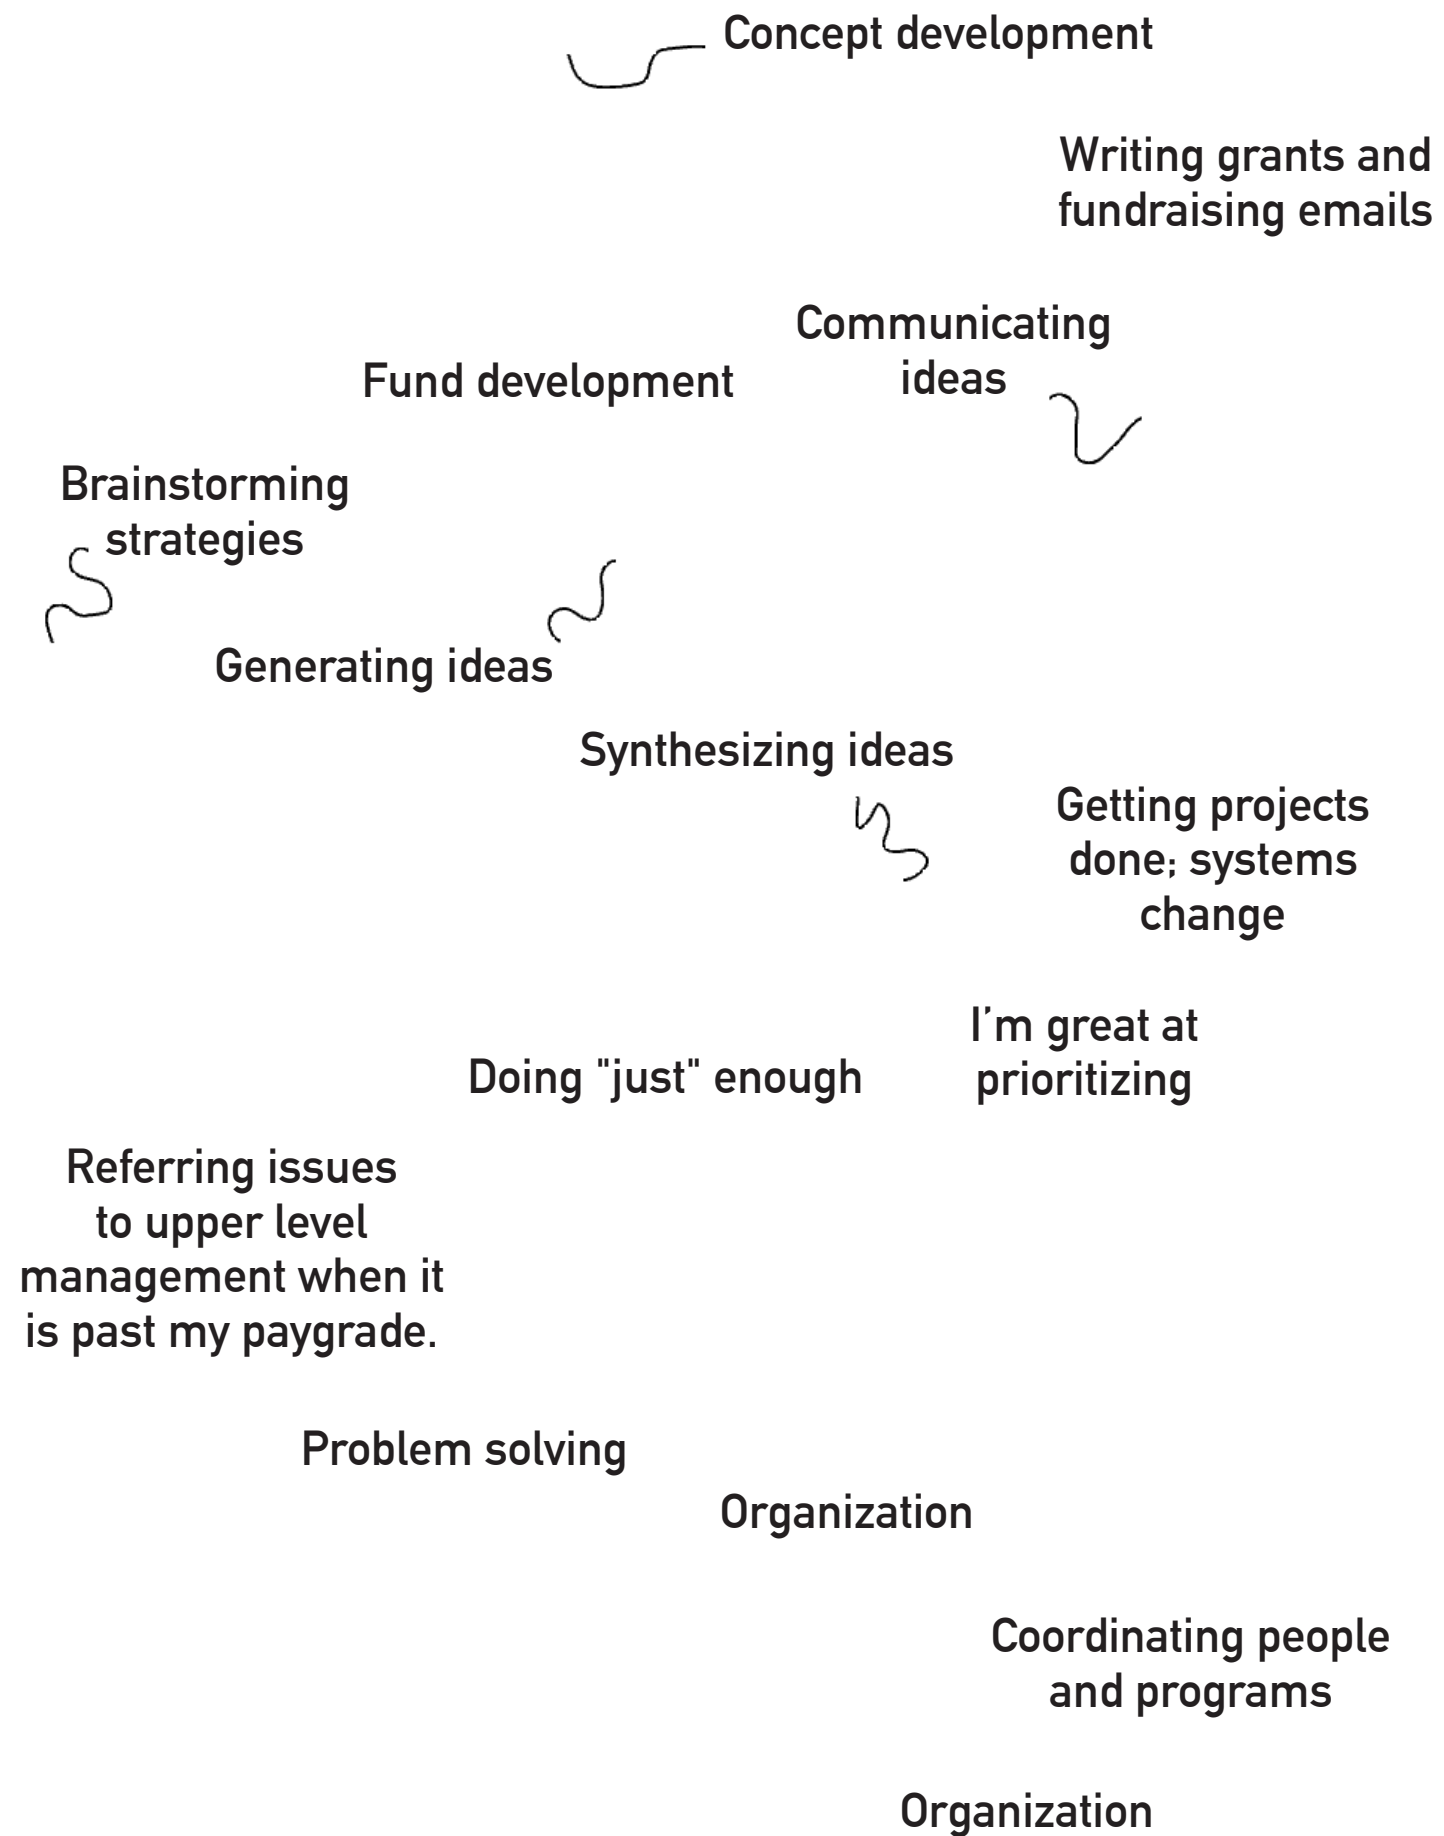 Concept development
Writing grants and
fundraising emails
Communicating
ideas
Fund development
Brainstorming
strategies
Generating ideas
Synthesizing ideas
Getting projects
done; systems
change
I'm great at
prioritizing
Doing "just" enough
Referring issues
to upper level
management when it
is past my paygrade.
Problem solving
Organization
Coordinating people
and programs
Organization